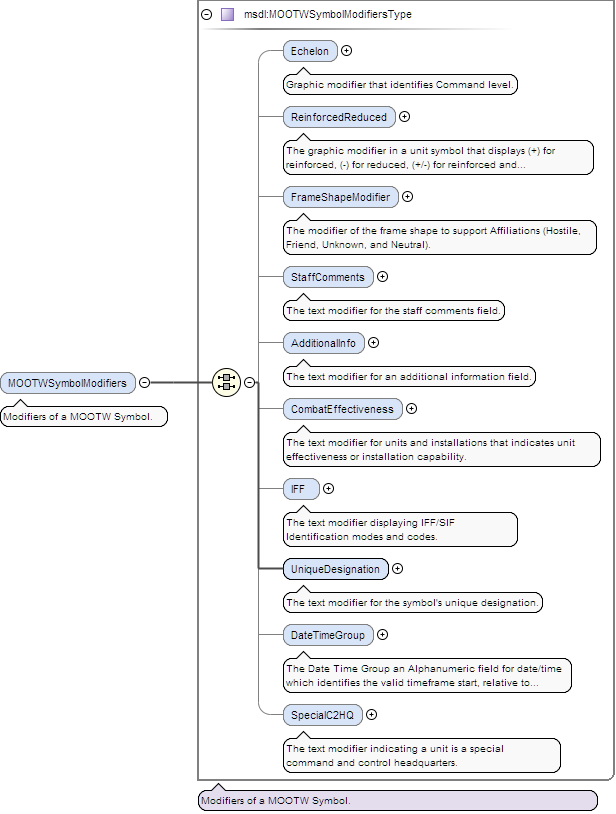 msdl:MOOTWSymbolModifiersType
Echelon
Graphic modifier that identifies Command level.
ReinforcedReduced
The graphic modifier in a unit symbol that displays (+) for
reinforced, (-) for reduced, (+/-) for reinforced and...
FrameShapeModifier
The modifier of the frame shape to support Affiliations (Hostile,
Friend, Unknown, and Neutral).
StaffComments
The text modifier for the staff comments field.
AdditionalInfo
The text modifier for an additional information field.
MOOTWSymbolModifiers
Modifiers of a MOOTW Symbol.
CombatEffectiveness
The text modifier for units and installations that indicates unit
effectiveness or installation capability.
IFF
The text modifier displaying IFF/SIF
Identification modes and codes.
UniqueDesignation
The text modifier for the symbol's unique designation.
DateTimeGroup
The Date Time Group an Alphanumeric field for date/time
which identifies the valid timeframe start, relative to...
SpecialC2HQ
The text modifier indicating a unit is a special
command and control headquarters.
Modifiers of a MOOTW Symbol.